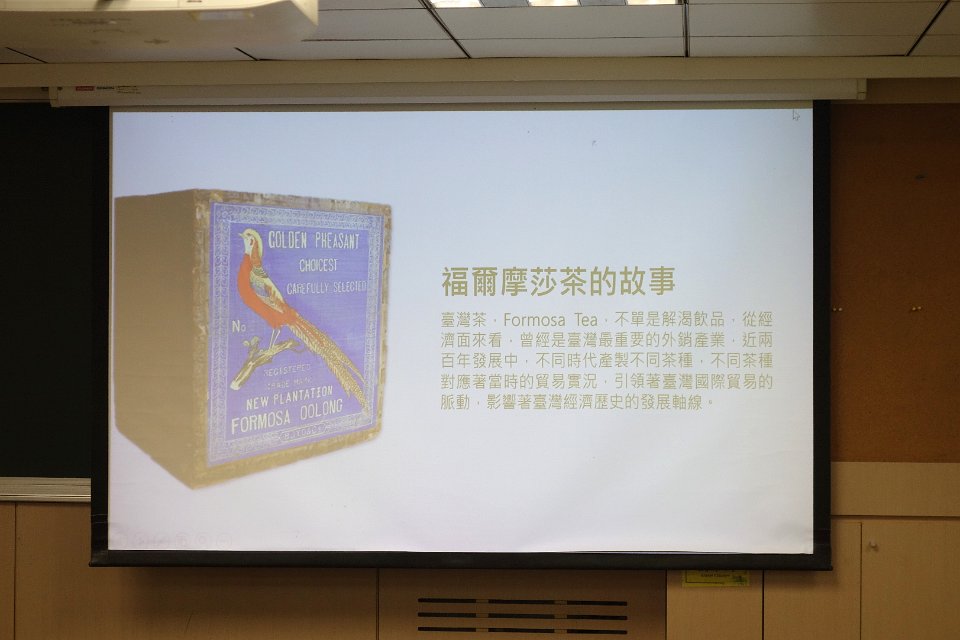 GOLDEN PHEASANT
CHOICEST
CAREFULLY SELECTED
No
REGISTERED
TRADE MARK
NEW PLANTATION
FORMOSA OOLONG
福爾摩莎茶的故事
臺灣茶，Formosa Tea，不單是解渴飲品，從經
濟面來看，曾經是臺灣最重要的外銷產業，近兩
百年發展中，不同時代產製不同茶種，不同茶種
對應著當時的貿易實況，引領著臺灣國際貿易的
脈動，影響著臺灣經濟歷史的發展軸線。